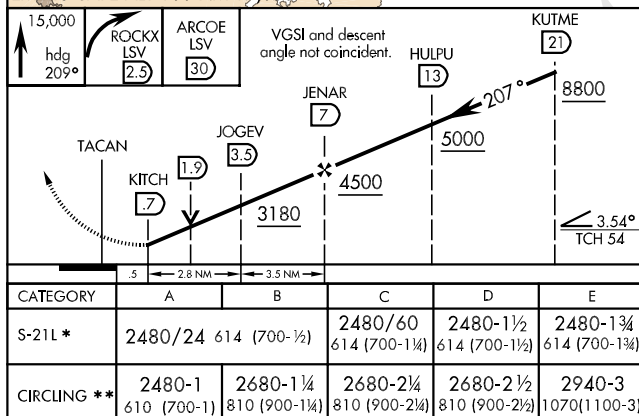 15,000
hdg
209°
ROCKX
LSV
2.5
ARCOE
LSV
30
VGSI and descent
angle not coincident.
KUTME
21
HULPU
13
207°
8800
JENAR
7
5000
TACAN
JOGEV
3.5
1.9
KITCH
.7
4500
3180
3.54°
TCH 54
.5 2.8 NM 3.5 NM
CATEGORY A B C D E
S-21L * 2480/24 614 (700-½) 2480/60 614 (700-1¼) 2480-1½ 614 (700-1½) 2480-1¾ 614 (700-1¾)
CIRCLING ** 2480-1 610 (700-1) 2680-1¼ 810 (900-1¼) 2680-2¼ 810 (900-2¼) 2680-2½ 810 (900-2½) 2940-3 1070(1100-3)